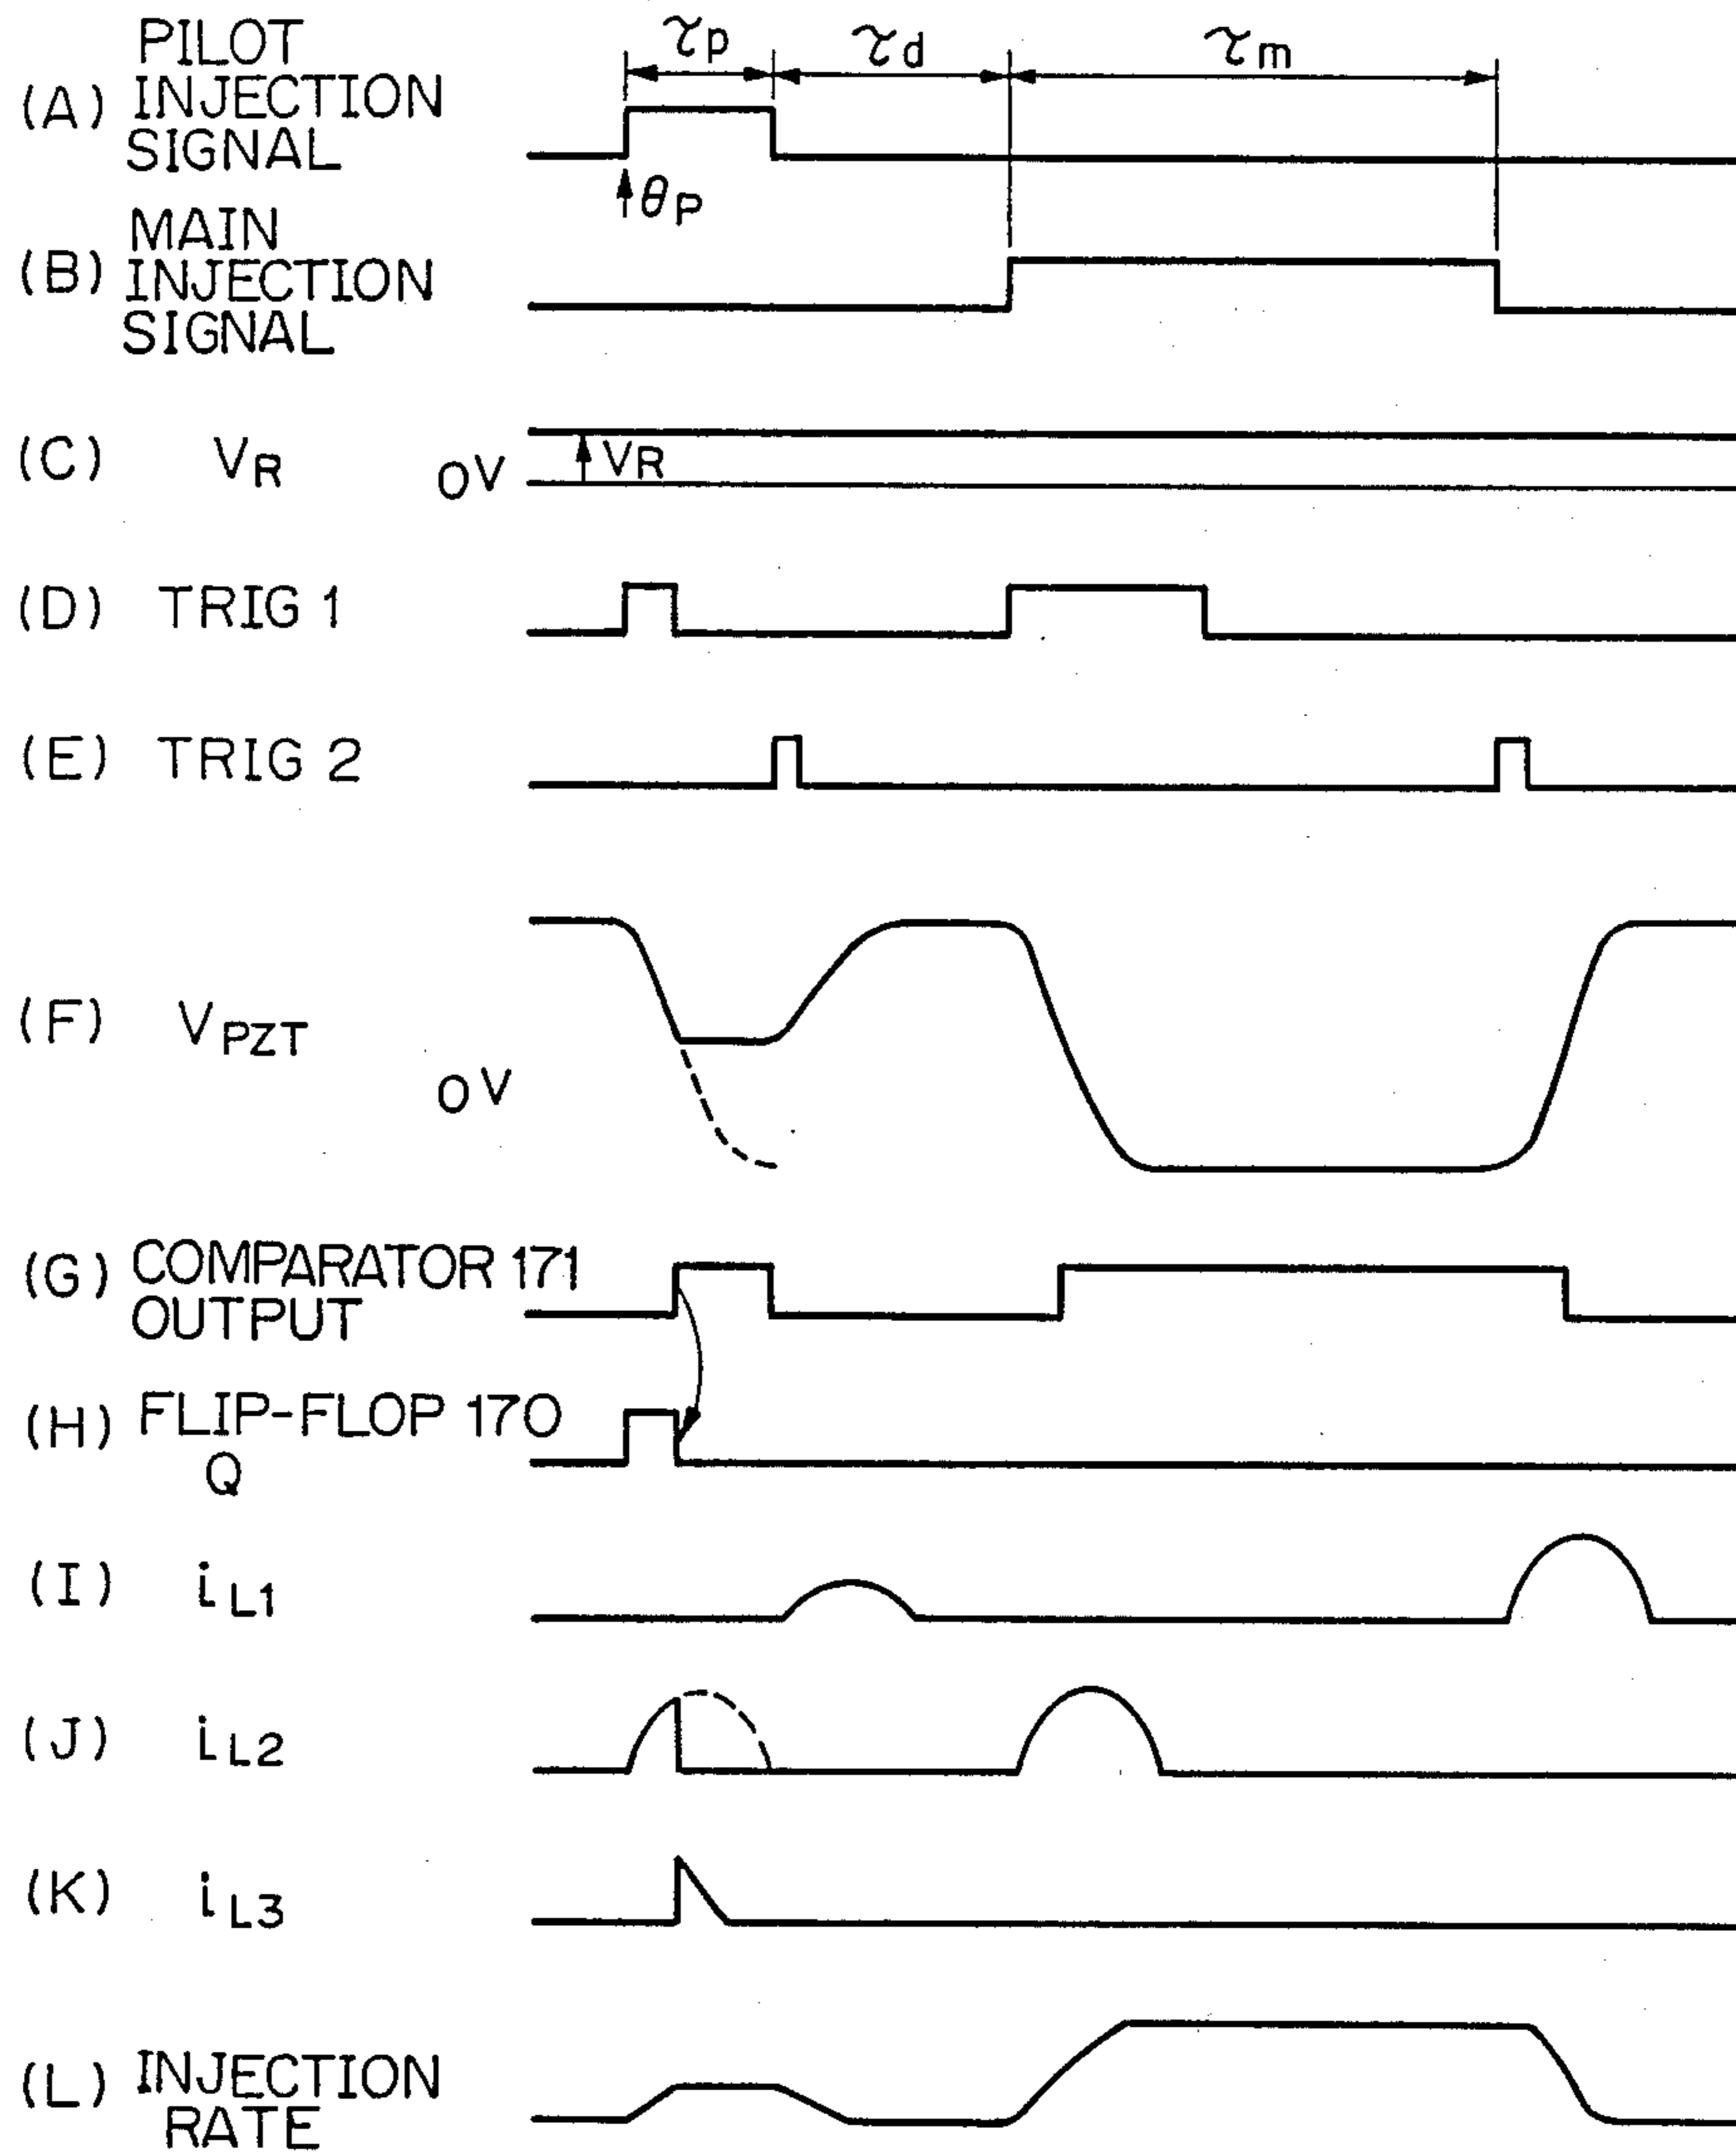 τp τd τm
(A) PILOT
INJECTION
SIGNAL
θP
(B) MAIN
INJECTION
SIGNAL
(C) VR
0V
VR
(D) TRIG 1
(E) TRIG 2
(F) VPZT
0V
(G) COMPARATOR 171
OUTPUT
(H) FLIP-FLOP 170
Q
(I) iL1
(J) iL2
(K) iL3
(L) INJECTION
RATE